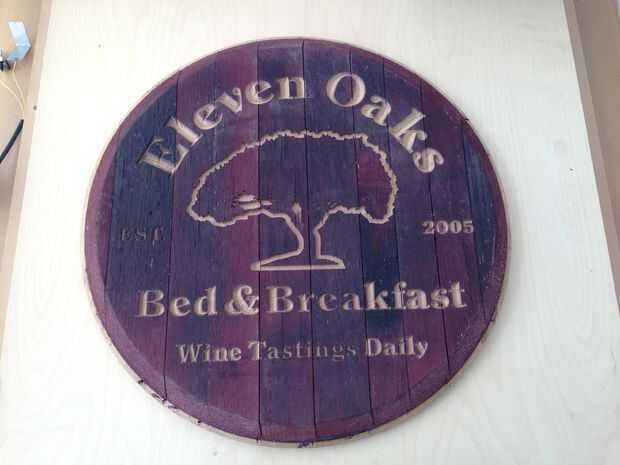 Eleven Oaks
EST. 2005
Bed & Breakfast
Wine Tastings Daily